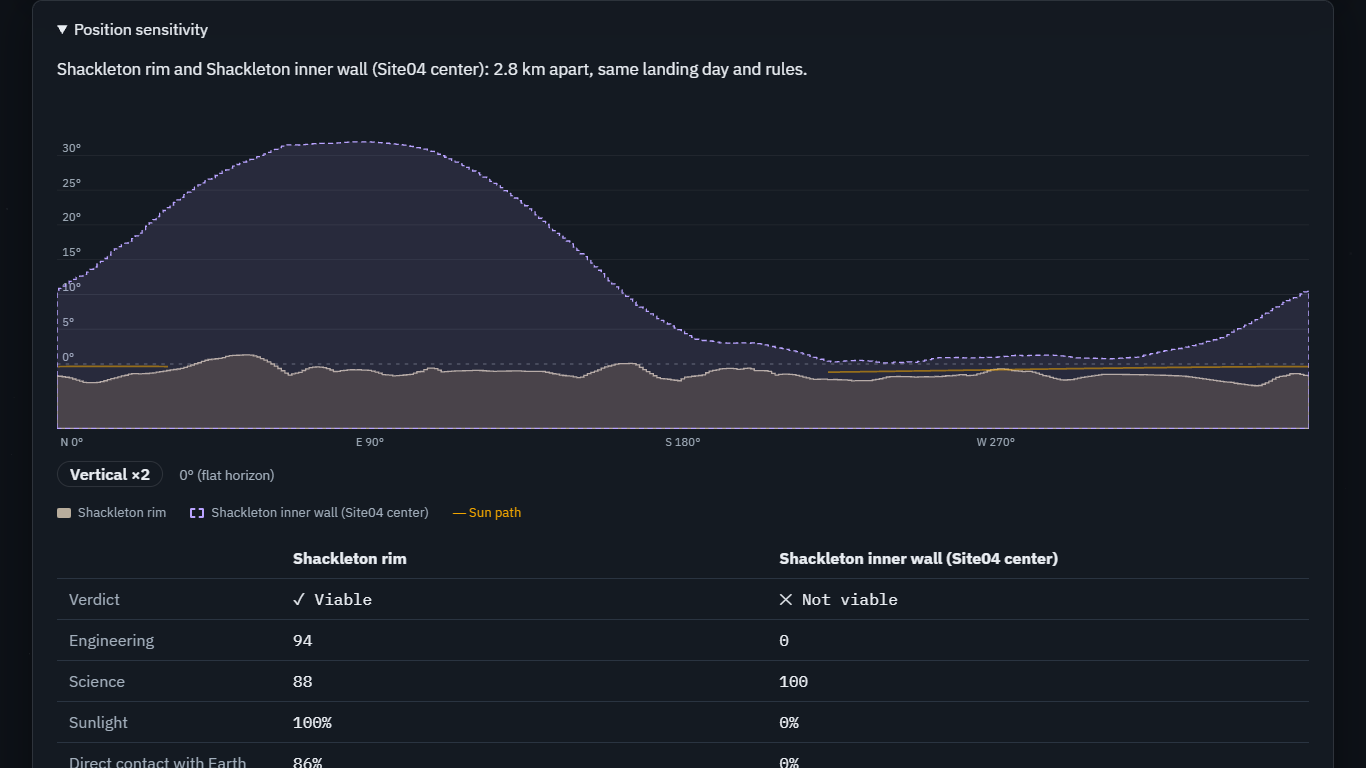 ▼ Position sensitivity
Shackleton rim and Shackleton inner wall (Site04 center): 2.8 km apart, same landing day and rules.
30°
25°
20°
15°
10°
5°
0°
N 0° E 90° S 180° W 270°
Vertical ×2 0° (flat horizon)
Shackleton rim Shackleton inner wall (Site04 center) — Sun path
Shackleton rim Shackleton inner wall (Site04 center)
Verdict ✓ Viable ✕ Not viable
Engineering 94 0
Science 88 100
Sunlight 100% 0%
Direct contact with Earth 86% 0%